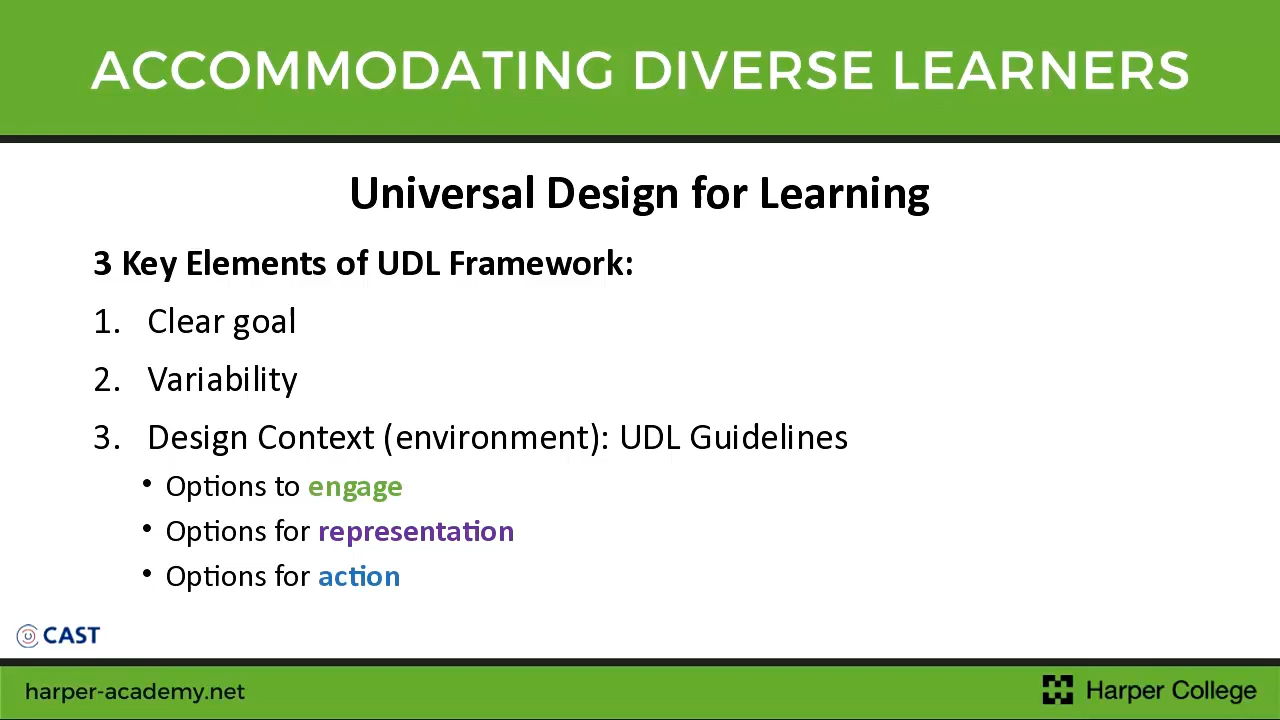 ACCOMMODATING DIVERSE LEARNERS
Universal Design for Learning
3 Key Elements of UDL Framework:
1. Clear goal
2. Variability
3. Design Context (environment): UDL Guidelines
• Options to engage
• Options for representation
• Options for action
CAST
harper-academy.net
Harper College